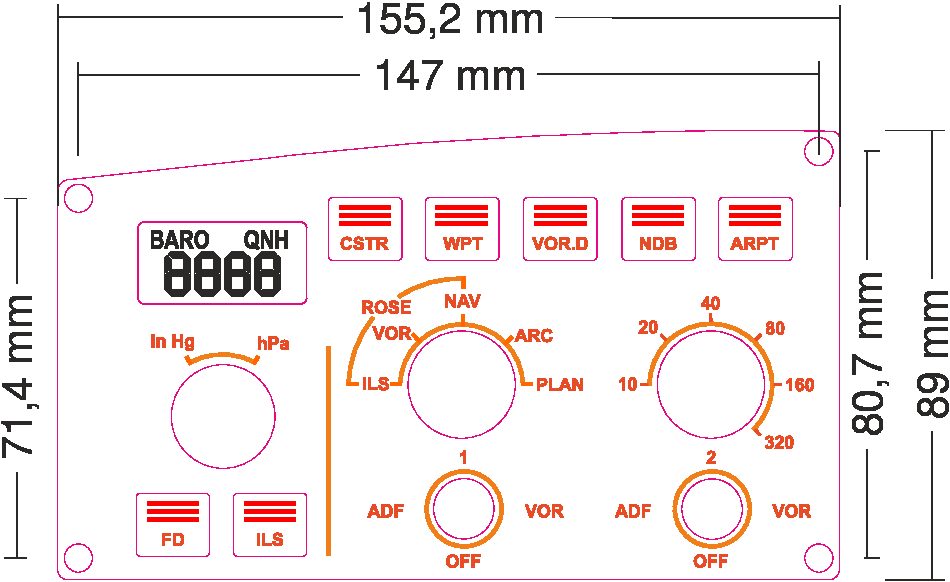 155,2 mm
147 mm
CSTR WPT VOR.D NDB ARPT
BARO QNH
8888
ROSE NAV
VOR ARC
ILS PLAN
40
20 80
10 160
320
In Hg hPa
71,4 mm
80,7 mm
89 mm
1
ADF VOR
OFF
2
ADF VOR
OFF
FD ILS